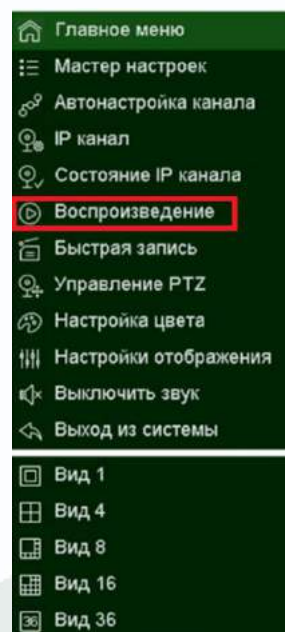 Главное меню
Мастер настроек
Автонастройка канала
IP канал
Состояние IP канала
Воспроизведение
Быстрая запись
Управление PTZ
Настройка цвета
Настройки отображения
Выключить звук
Выход из системы
Вид 1
Вид 4
Вид 8
Вид 16
36 Вид 36